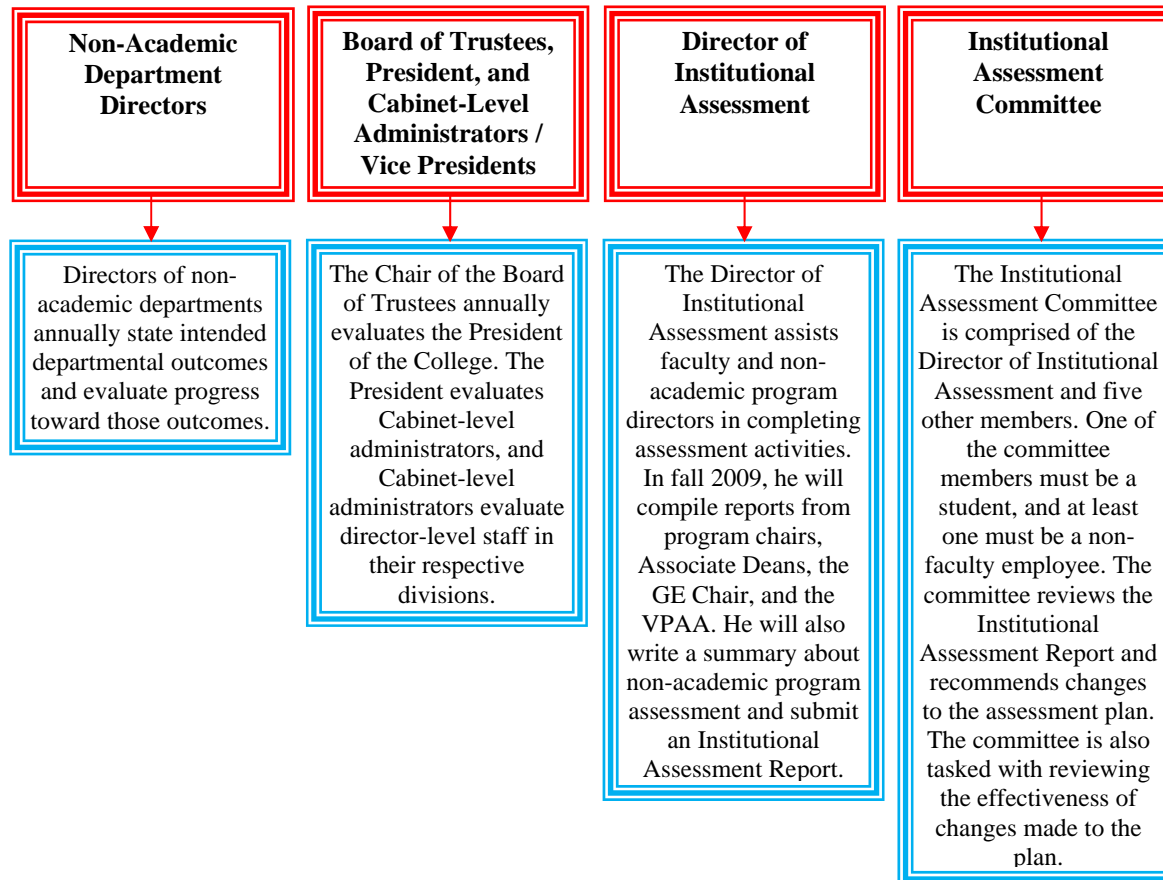 Non-Academic
Department
Directors
Board of Trustees,
President, and
Cabinet-Level
Administrators /
Vice Presidents
Director of
Institutional
Assessment
Institutional
Assessment
Committee
Directors of non-
academic departments
annually state intended
departmental outcomes
and evaluate progress
toward those outcomes.
The Chair of the Board
of Trustees annually
evaluates the President
of the College. The
President evaluates
Cabinet-level
administrators, and
Cabinet-level
administrators evaluate
director-level staff in
their respective
divisions.
The Director of
Institutional
Assessment assists
faculty and non-
academic program
directors in completing
assessment activities.
In fall 2009, he will
compile reports from
program chairs,
Associate Deans, the
GE Chair, and the
VPAA. He will also
write a summary about
non-academic program
assessment and submit
an Institutional
Assessment Report.
The Institutional
Assessment Committee
is comprised of the
Director of Institutional
Assessment and five
other members. One of
the committee
members must be a
student, and at least
one must be a non-
faculty employee. The
committee reviews the
Institutional
Assessment Report and
recommends changes
to the assessment plan.
The committee is also
tasked with reviewing
the effectiveness of
changes made to the
plan.